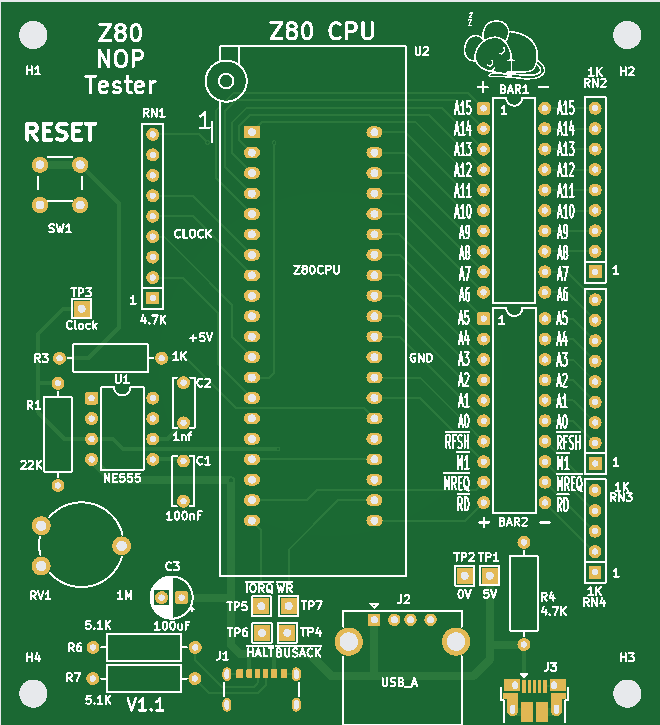 Z80
NOP
Tester
Z80 CPU
U2
H1
H2
1K
RN2
+ BAR1 −
RN1
1
RESET
SW1
CLOCK
Z80CPU
1
A15 A15
A14 A14
A13 A13
A12 A12
A11 A11
A10 A10
A9 A9
A8 A8
A7 A7 1
A6 A6
TP3
Clock
1
4.7K
+5V
GND
1
A5 A5
A4 A4
A3 A3
A2 A2
A1 A1
A0 A0
RFSH RFSH
M1 M1 1
MREQ MREQ
RD RD
1K
RN3
+ BAR2 −
R3
1K
U1
C2
1nf
R1
22K
NE555
C1
100nF
RV1
1M
C3
100uF
IORQ WR
TP5
TP7
TP6
TP4
HALT BUSACK
TP2 TP1
0V 5V
R4
4.7K
1
1K
RN4
J2
USB_A
J1
J3
5.1K
R6
R7
5.1K
V1.1
H4
H3
z
z